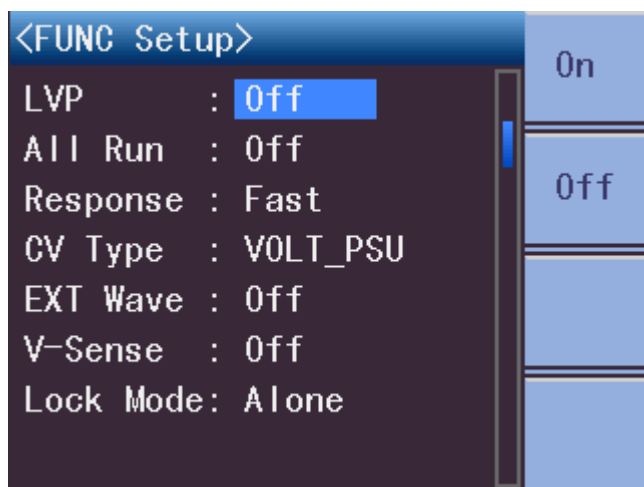 <FUNC Setup>
LVP : Off
All Run : Off
Response : Fast
CV Type : VOLT_PSU
EXT Wave : Off
V-Sense : Off
Lock Mode: Alone
On
Off